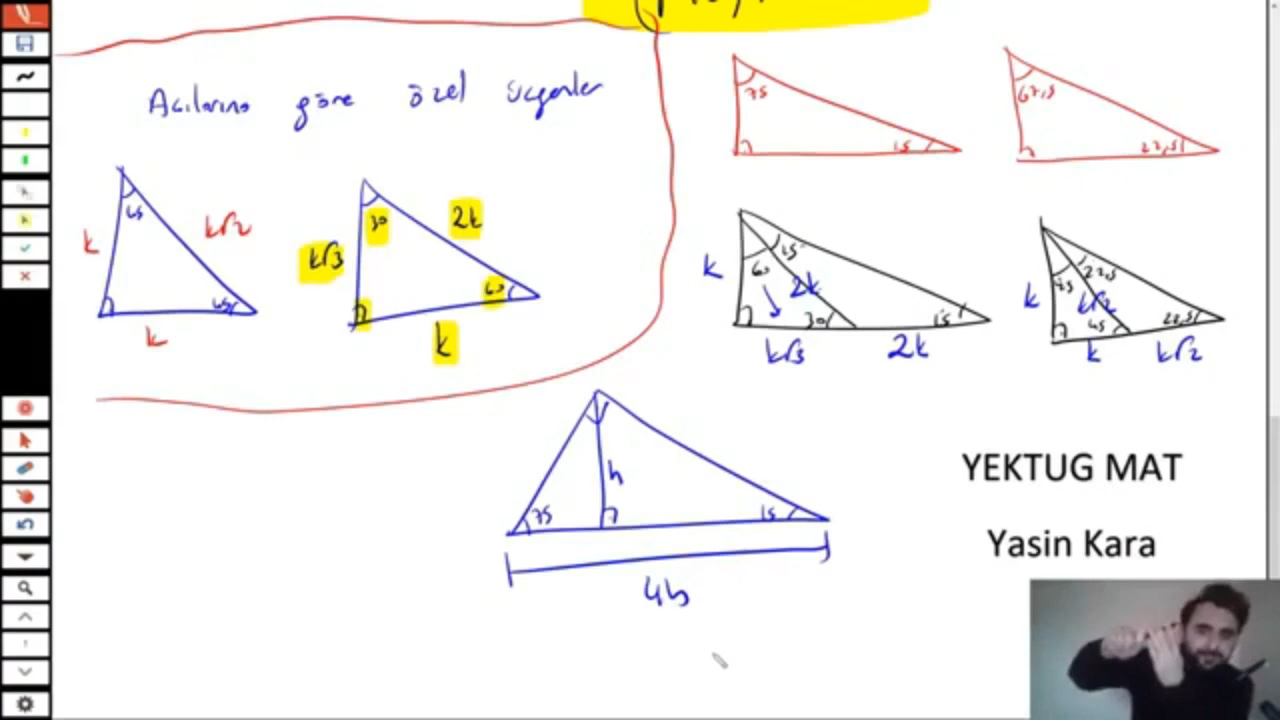 Açılarına göre özel üçgenler
45
k
k√2
45
k
30
2k
k√3
60
k
75
15
67,5
22,5
k
60
15
2k
30
15
k√3
2k
k
45
22,5
k√2
45
22,5
k
k√2
h
75
15
4h
YEKTUG MAT
Yasin Kara